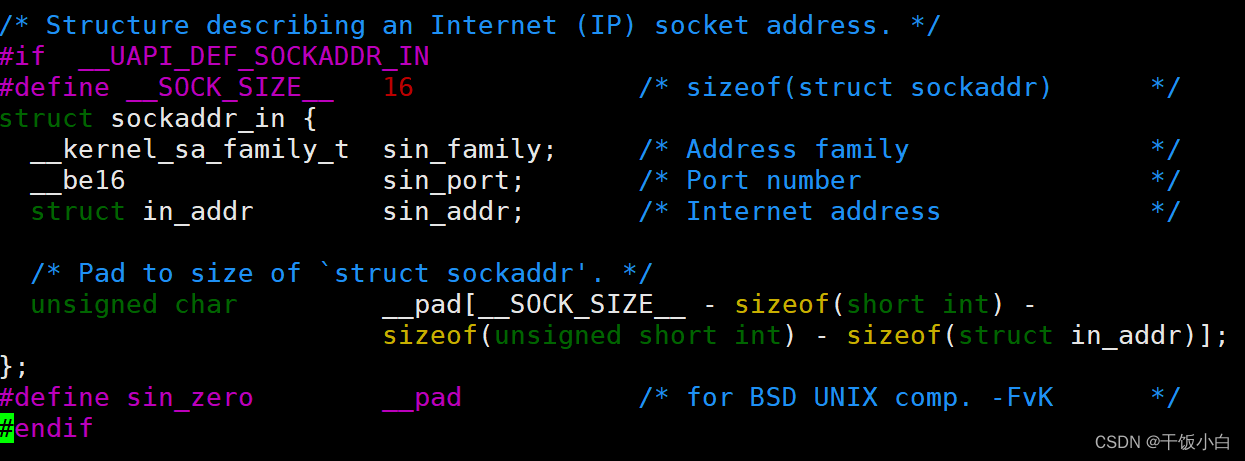 /* Structure describing an Internet (IP) socket address. */
#if  __UAPI_DEF_SOCKADDR_IN
#define __SOCK_SIZE__   16              /* sizeof(struct sockaddr)      */
struct sockaddr_in {
  __kernel_sa_family_t  sin_family;     /* Address family               */
  __be16                sin_port;       /* Port number                  */
  struct in_addr        sin_addr;       /* Internet address             */
  /* Pad to size of `struct sockaddr'. */
  unsigned char         __pad[__SOCK_SIZE__ - sizeof(short int) -
                        sizeof(unsigned short int) - sizeof(struct in_addr)];
};
#define sin_zero        __pad           /* for BSD UNIX comp. -FvK      */
#endif
CSDN @干饭小白